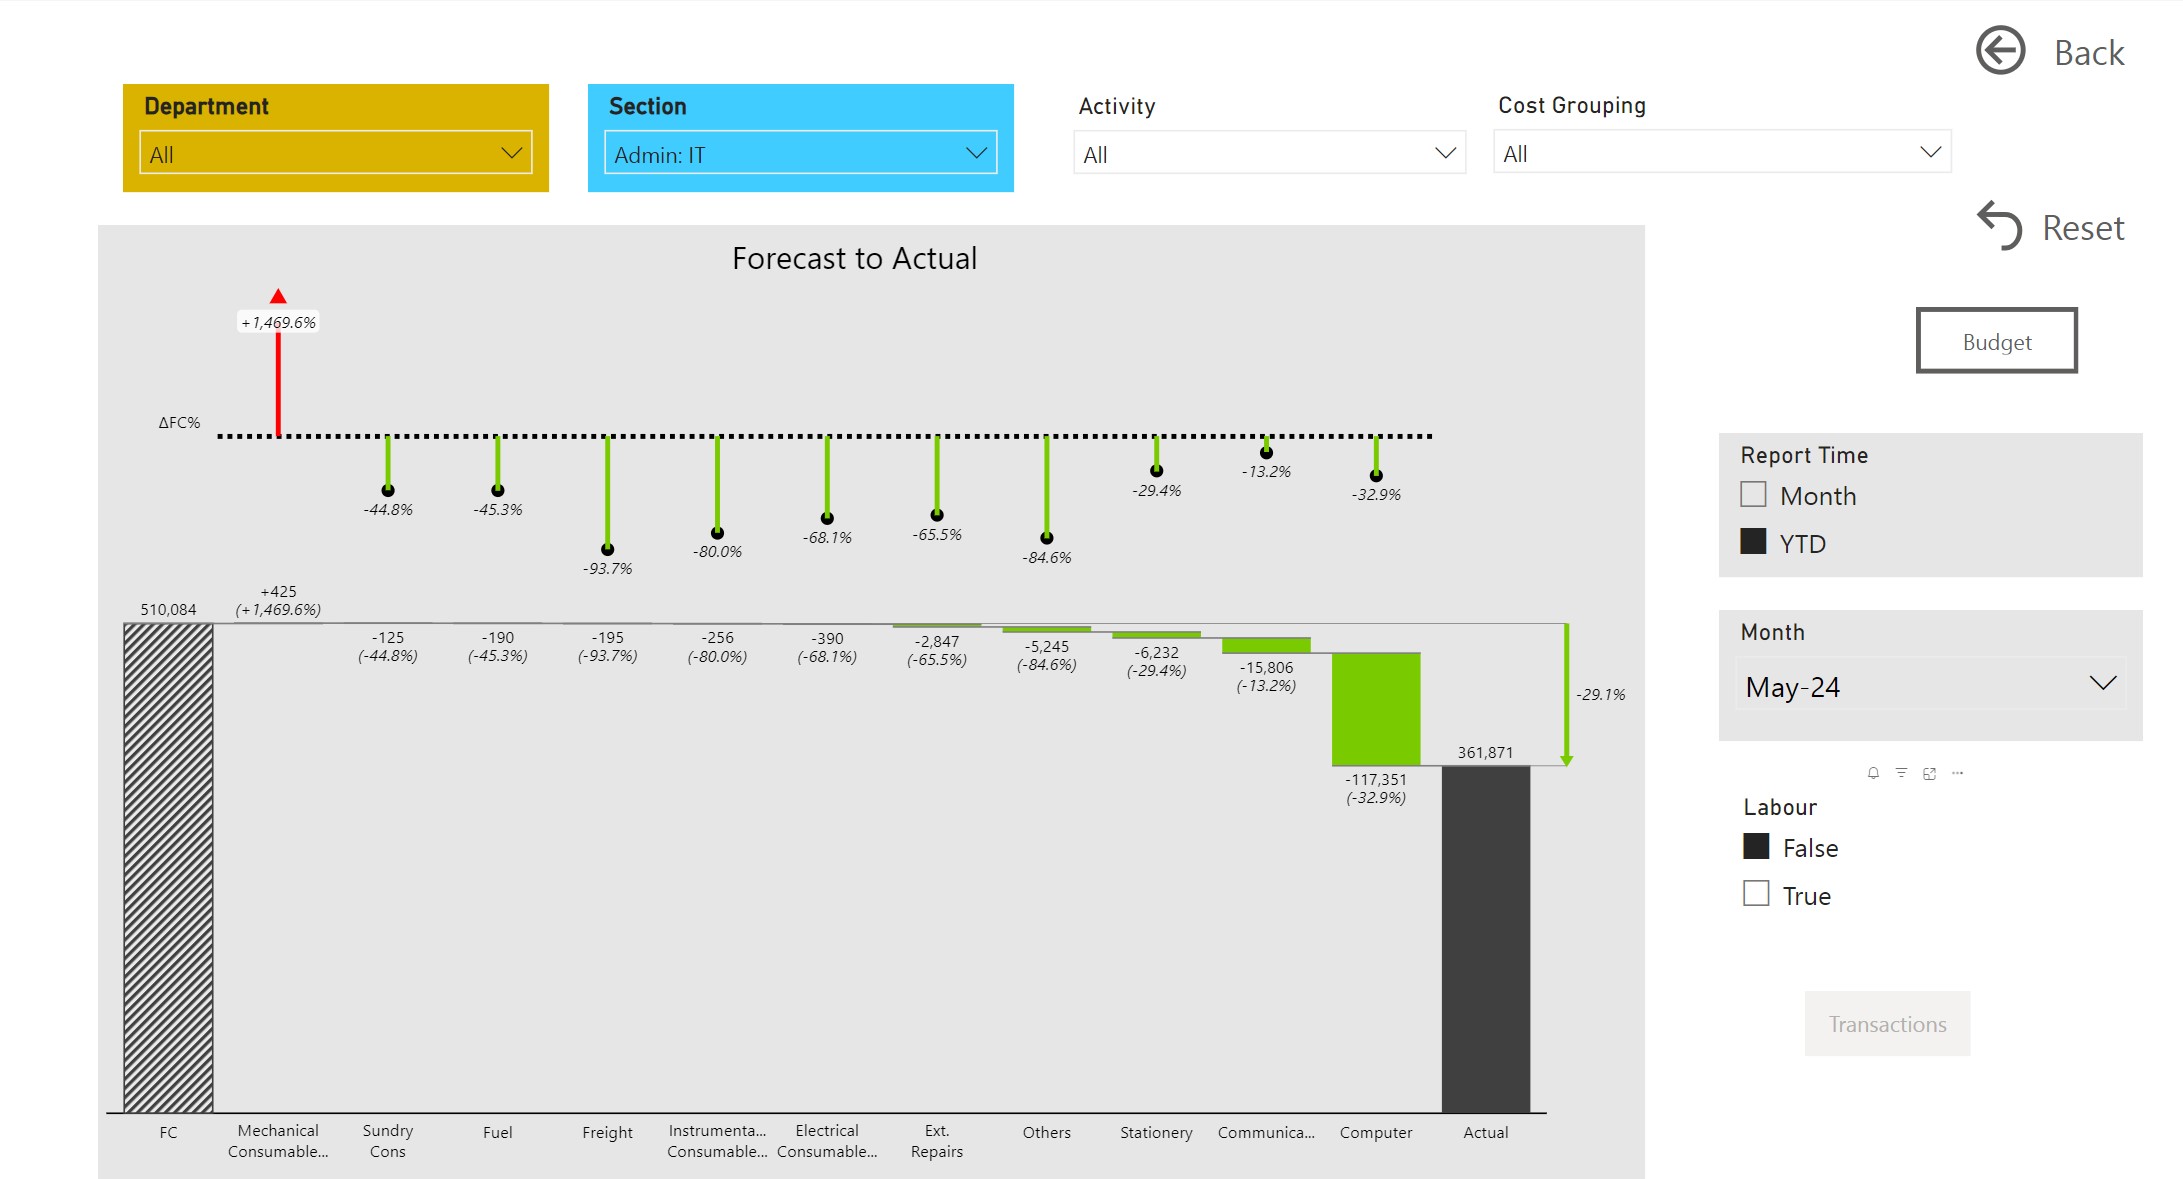 Back
Department
All
Section
Admin: IT
Activity
All
Cost Grouping
All
Reset
Budget
Forecast to Actual
+1,469.6%
ΔFC%
-44.8%
-45.3%
-93.7%
-80.0%
-68.1%
-65.5%
-84.6%
-29.4%
-13.2%
-32.9%
510,084
+425
(+1,469.6%)
-125
(-44.8%)
-190
(-45.3%)
-195
(-93.7%)
-256
(-80.0%)
-390
(-68.1%)
-2,847
(-65.5%)
-5,245
(-84.6%)
-6,232
(-29.4%)
-15,806
(-13.2%)
-117,351
(-32.9%)
361,871
-29.1%
FC
Mechanical
Consumable...
Sundry
Cons
Fuel
Freight
Instrumenta...
Consumable...
Electrical
Consumable...
Ext.
Repairs
Others
Stationery
Communica...
Computer
Actual
Report Time
Month
YTD
Month
May-24
Labour
False
True
Transactions